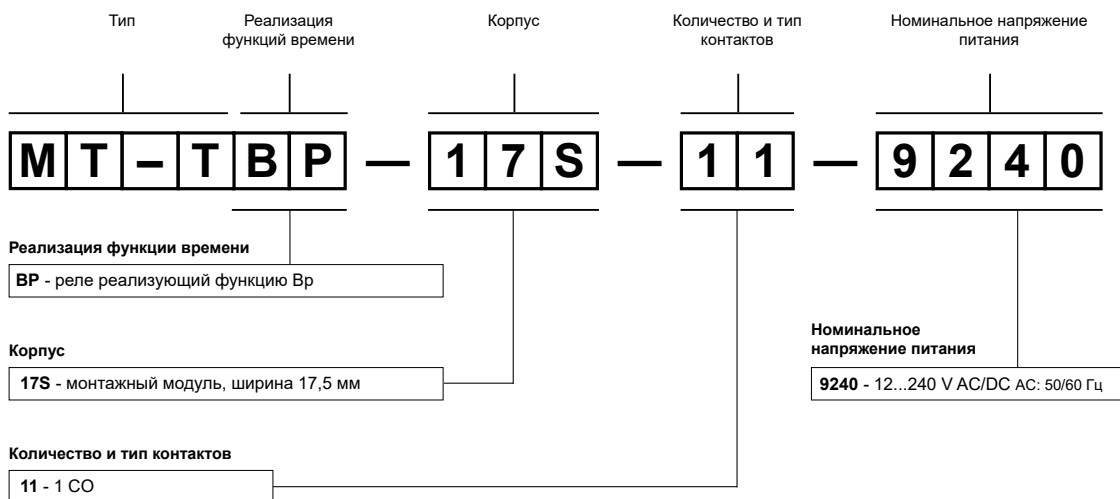 Тип
Реализация
функций времени
Корпус
Количество и тип
контактов
Номинальное напряжение
питания
MT-TBP — 17S — 11 — 9240
Реализация функции времени
BP - реле реализующий функцию Bp
Корпус
17S - монтажный модуль, ширина 17,5 мм
Номинальное
напряжение питания
9240 - 12...240 V AC/DC AC: 50/60 Гц
Количество и тип контактов
11 - 1 CO